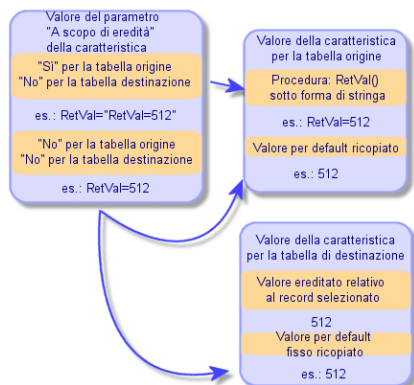 Valore del parametro
"A scopo di eredità"
della caratteristica
"Sì" per la tabella origine
"No" per la tabella destinazione
es.: RetVal="RetVal=512"
"No" per la tabella origine
"No" per la tabella destinazione
es.: RetVal=512
Valore della caratteristica
per la tabella origine
Procedura: RetVal()
sotto forma di stringa
es.: RetVal=512
Valore per default ricopiato
es.: 512
Valore della caratteristica
per la tabella di destinazione
Valore ereditato relativo
al record selezionato
512
Valore per default
fisso ricopiato
es.: 512